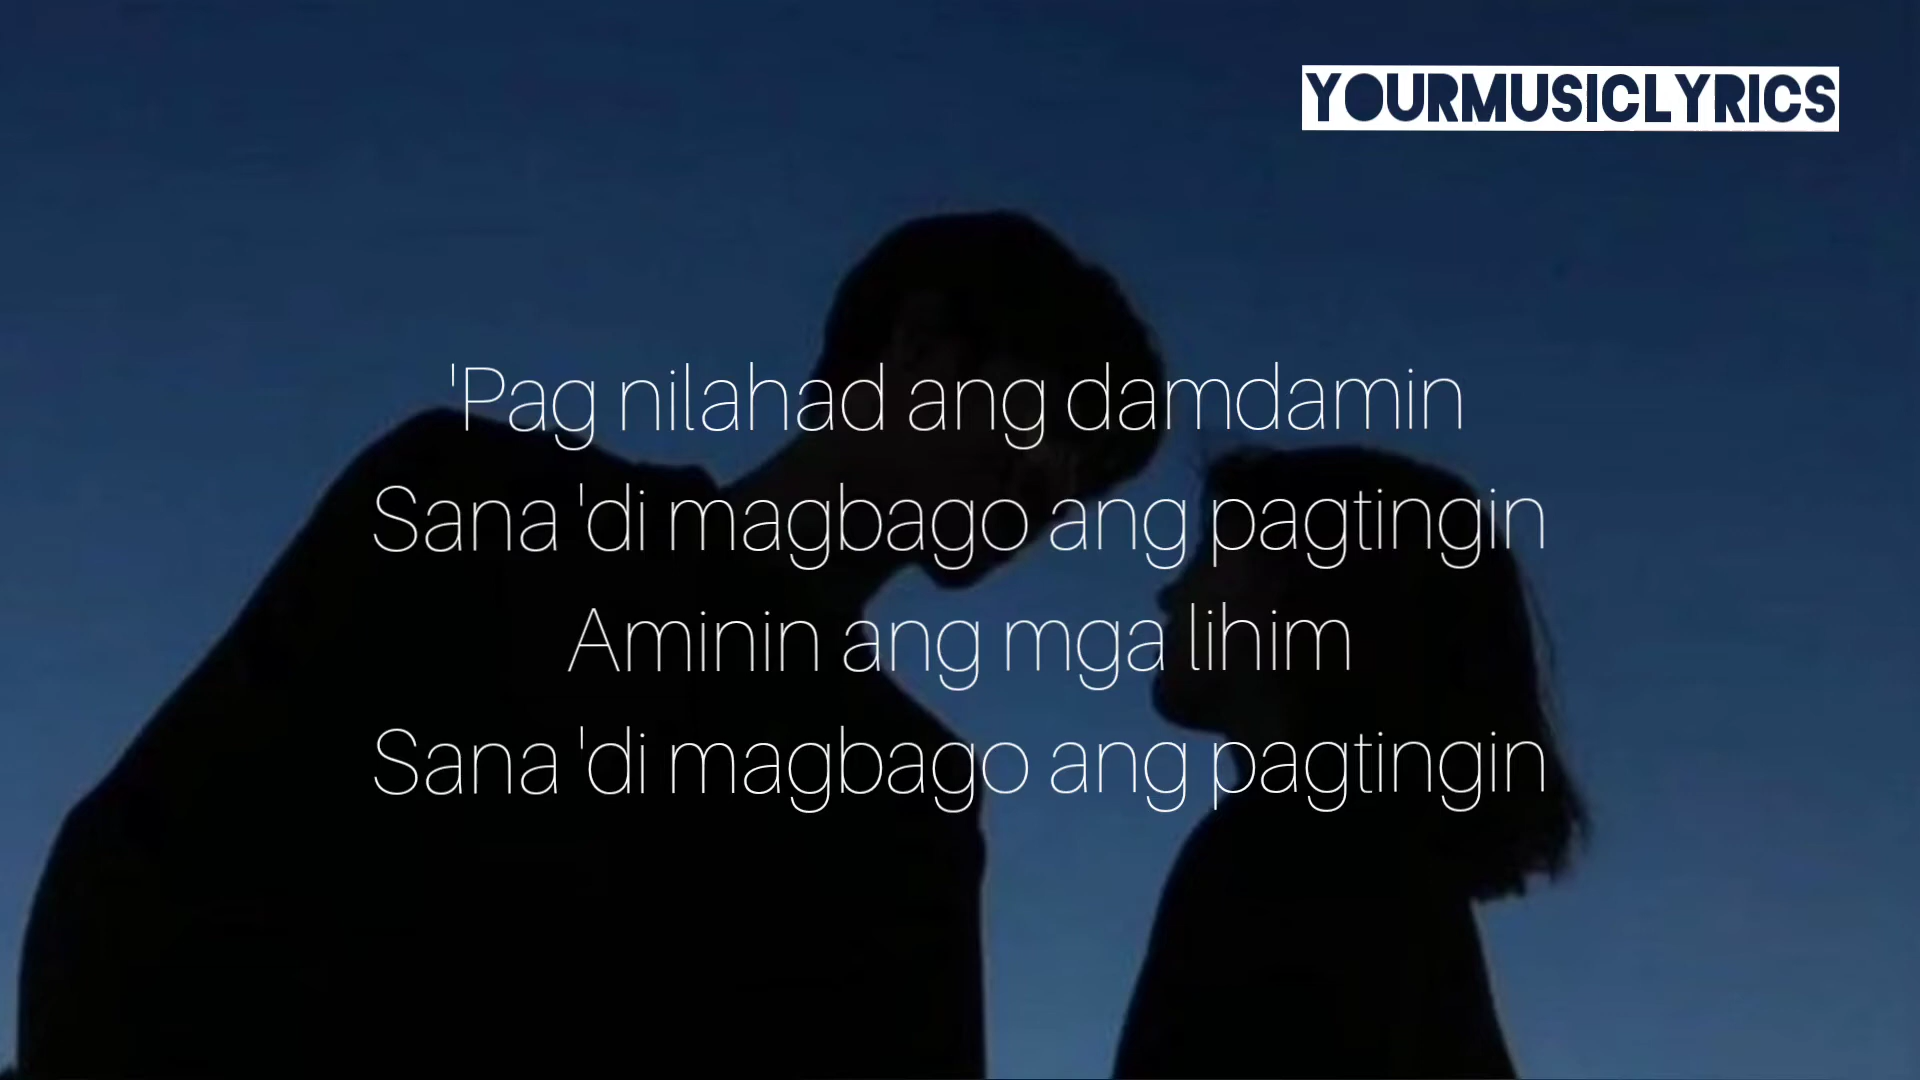 YOURMUSICLYRICS
'Pag nilahad ang damdamin
Sana 'di magbago ang pagtingin
Aminin ang mga lihim
Sana 'di magbago ang pagtingin